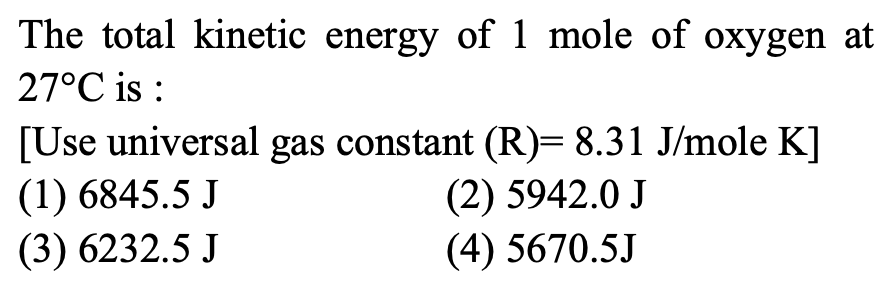 The total kinetic energy of 1 mole of oxygen at
27°C is :
[Use universal gas constant (R)= 8.31 J/mole K]
(1) 6845.5 J (2) 5942.0 J
(3) 6232.5 J (4) 5670.5J